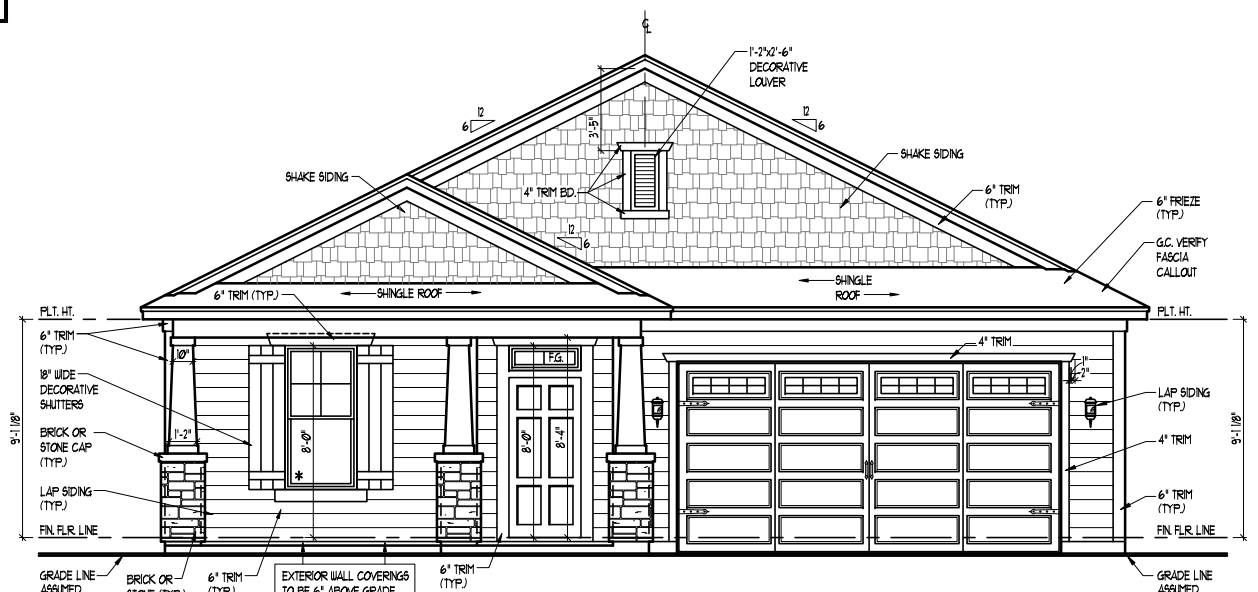 ℄
1'-2"x2'-6"
DECORATIVE
LOUVER
12
6
12
6
3'-5"
SHAKE SIDING
SHAKE SIDING
4" TRIM BD.
6" TRIM
(TYP.)
6" FRIEZE
(TYP.)
12
6
G.C. VERIFY
FASCIA
CALLOUT
SHINGLE
ROOF
6" TRIM (TYP.)
SHINGLE ROOF
PLT. HT.
PLT. HT.
6" TRIM
(TYP.)
10"
F.G.
4" TRIM
1"
2"
18" WIDE
DECORATIVE
SHUTTERS
LAP SIDING
(TYP.)
9'-1 1/8"
9'-1 1/8"
BRICK OR
STONE CAP
(TYP.)
1'-2"
8'-0"
8'-0"
8'-4"
4" TRIM
*
LAP SIDING
(TYP.)
6" TRIM
(TYP.)
FIN. FLR. LINE
FIN. FLR. LINE
GRADE LINE
ASSUMED
BRICK OR
STONE (TYP.)
6" TRIM
(TYP.)
EXTERIOR WALL COVERINGS
TO BE 6" ABOVE GRADE
6" TRIM
(TYP.)
GRADE LINE
ASSUMED